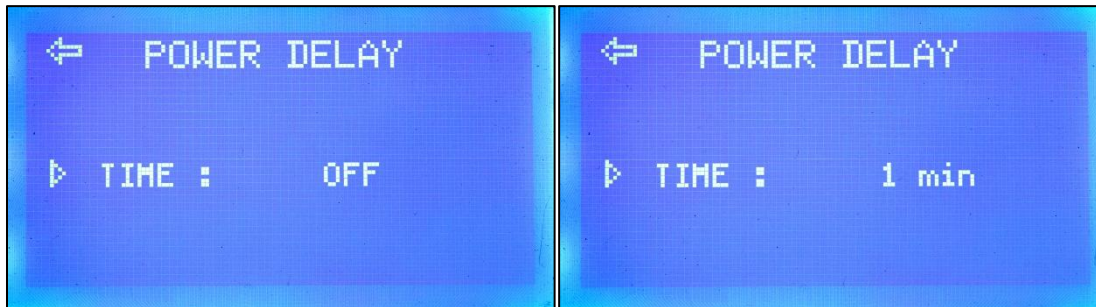 POWER DELAY
TIME : OFF
POWER DELAY
TIME : 1 min